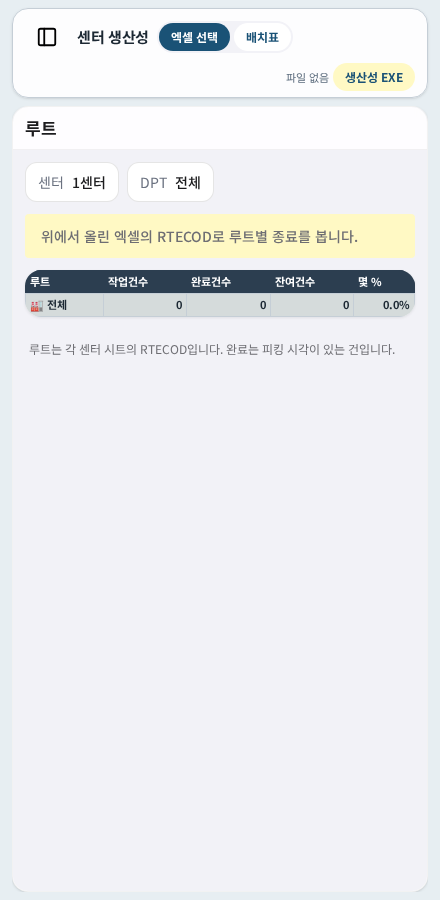 센터 생산성 엑셀 선택 배치표
파일 없음 생산성 EXE
루트
센터 1센터 DPT 전체
위에서 올린 엑셀의 RTECOD로 루트별 종료를 봅니다.
루트 작업건수 완료건수 잔여건수 몇 %
전체 0 0 0 0.0%
루트는 각 센터 시트의 RTECOD입니다. 완료는 피킹 시각이 있는 건입니다.